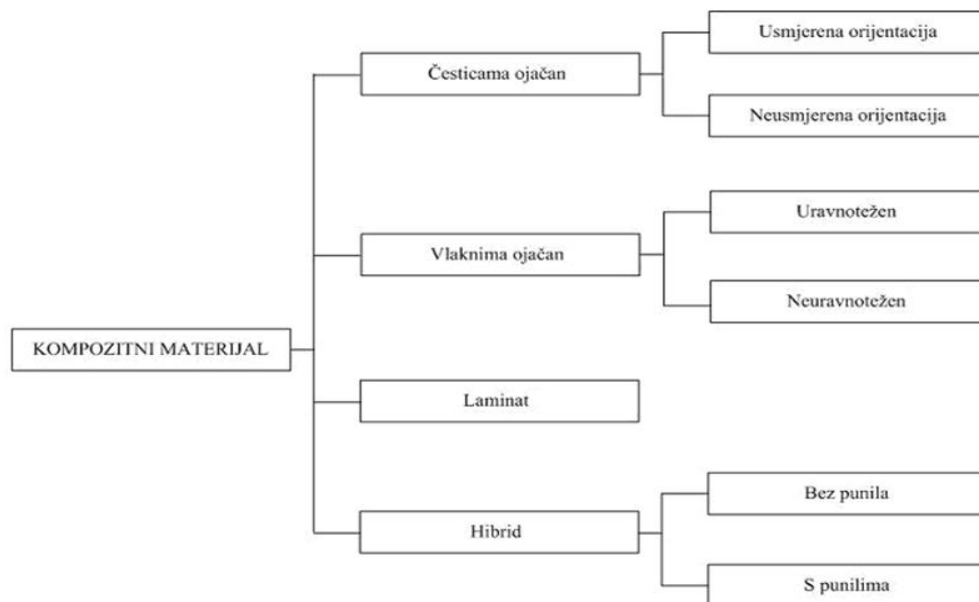 KOMPOZITNI MATERIJAL
Česticama ojačan
Usmjerena orijentacija
Neusmjerena orijentacija
Vlaknima ojačan
Uravnotežen
Neuravnotežen
Laminat
Hibrid
Bez punila
S punilima